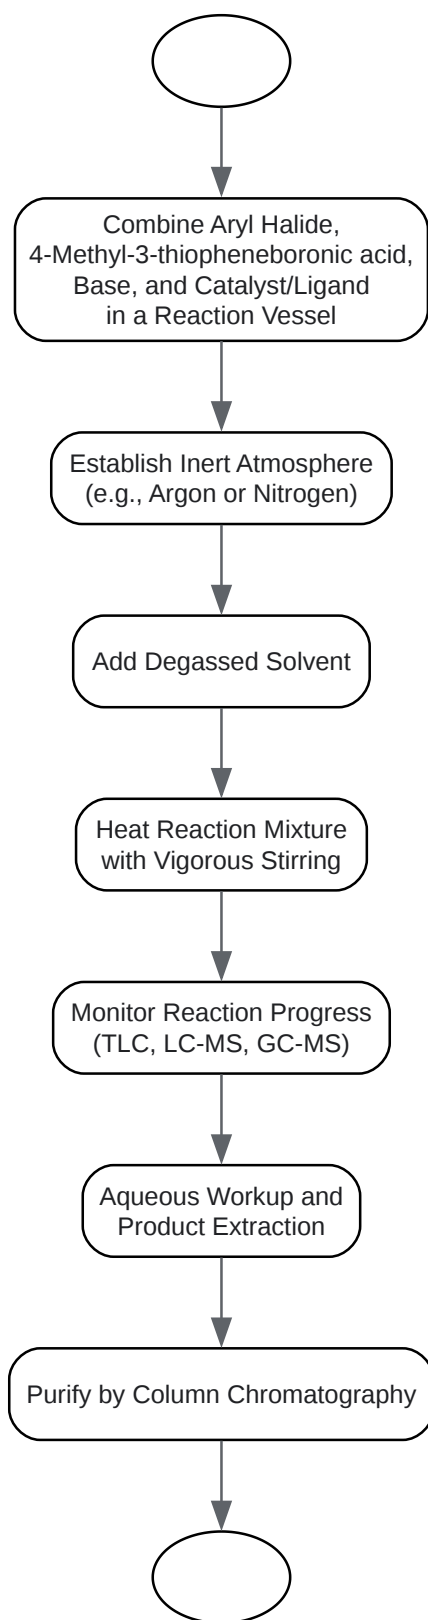 Combine Aryl Halide,
4-Methyl-3-thiopheneboronic acid,
Base, and Catalyst/Ligand
in a Reaction Vessel
Establish Inert Atmosphere
(e.g., Argon or Nitrogen)
Add Degassed Solvent
Heat Reaction Mixture
with Vigorous Stirring
Monitor Reaction Progress
(TLC, LC-MS, GC-MS)
Aqueous Workup and
Product Extraction
Purify by Column Chromatography